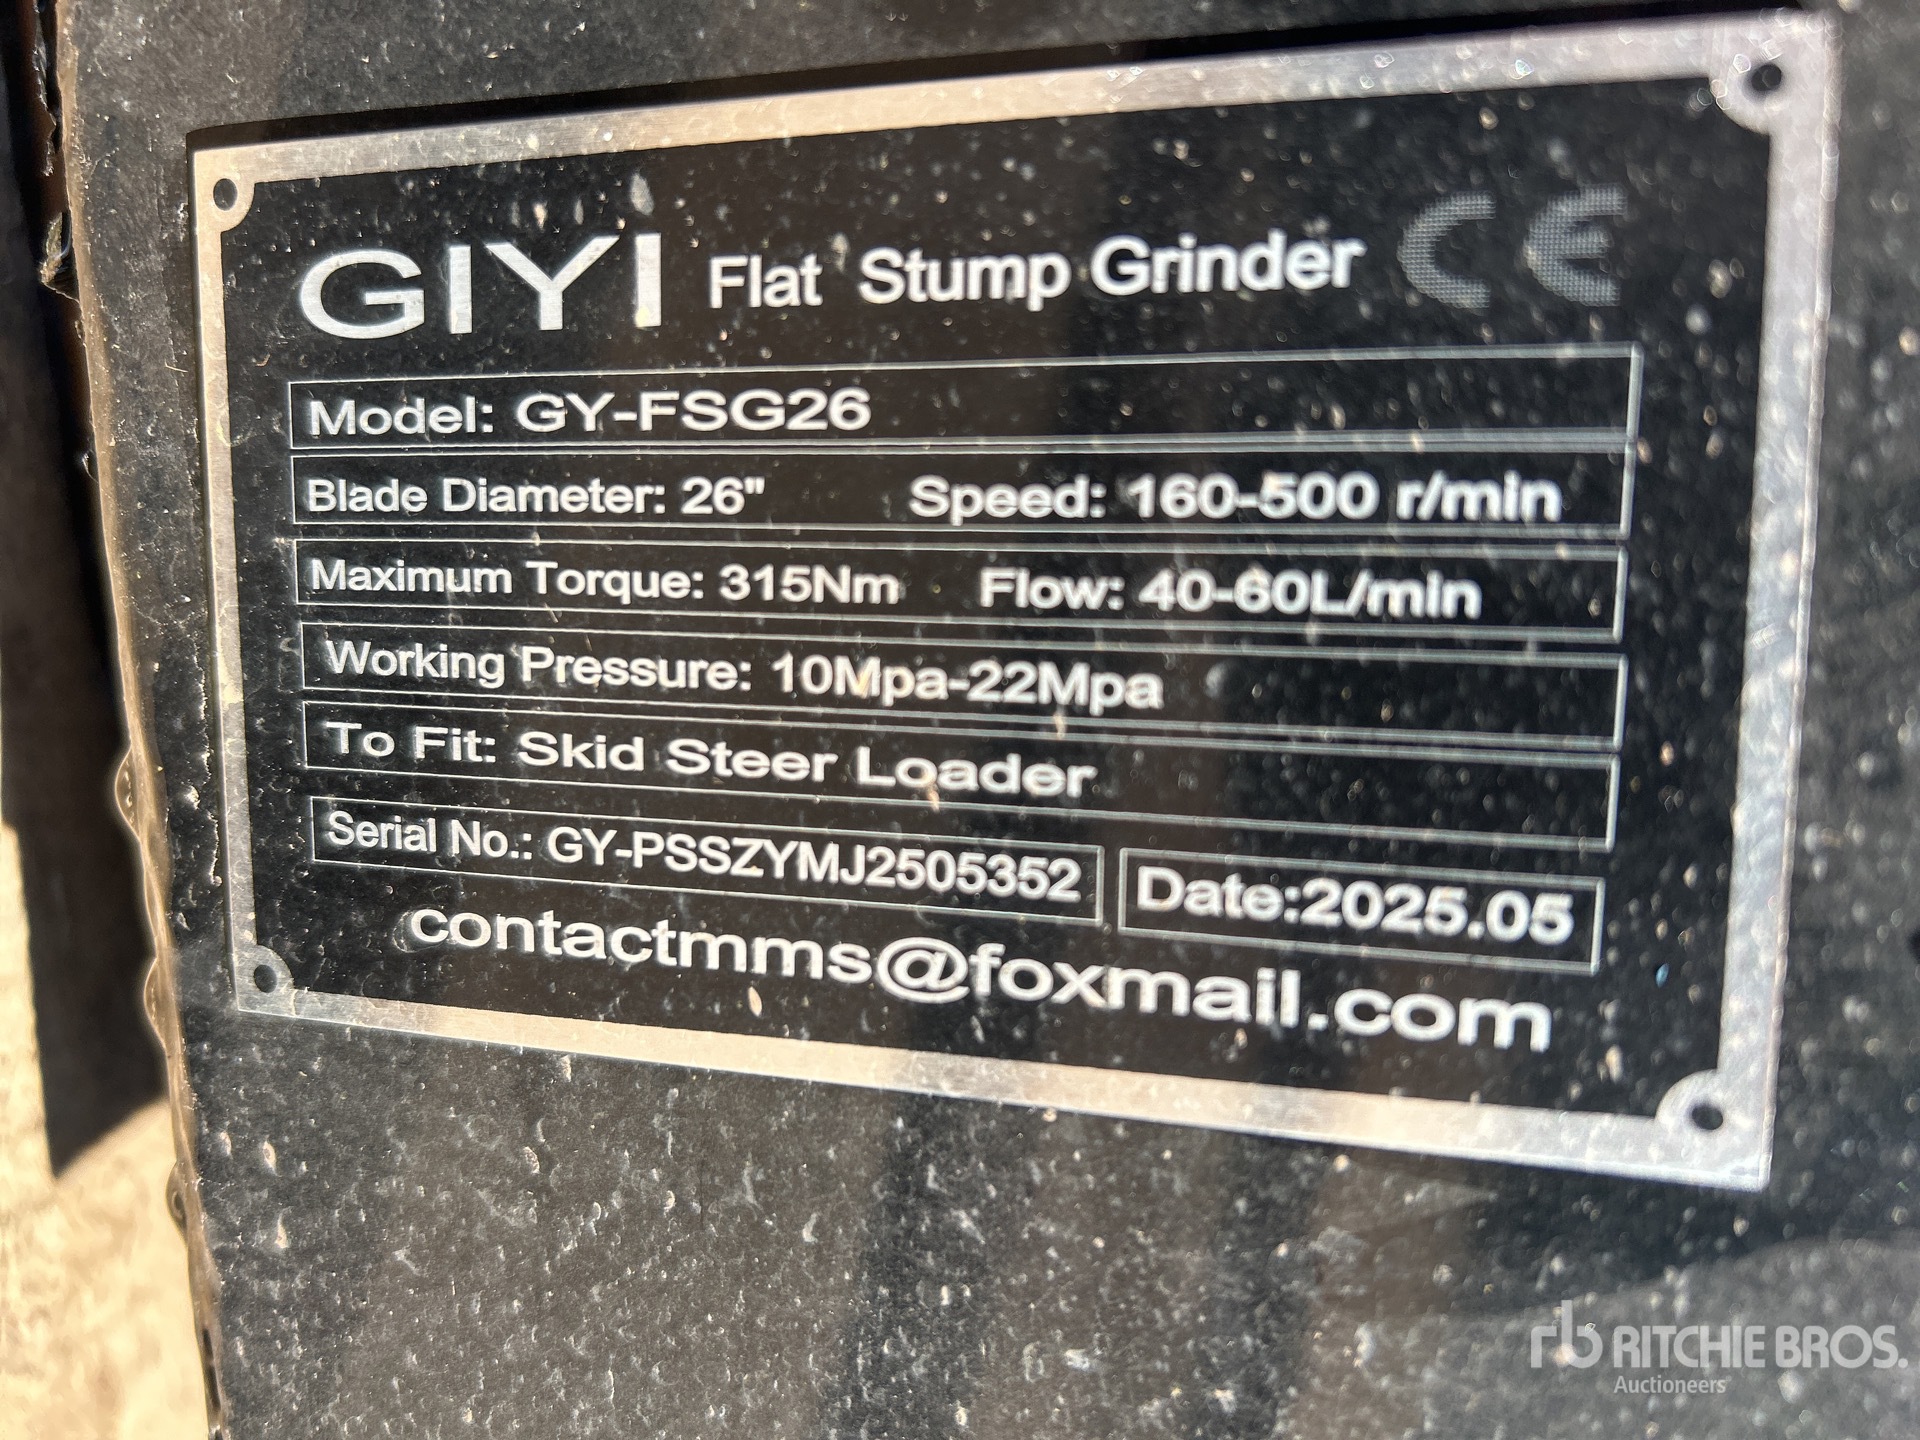 GIYI Flat Stump Grinder CE
Model: GY-FSG26
Blade Diameter: 26" Speed: 160-500 r/min
Maximum Torque: 315Nm Flow: 40-60L/min
Working Pressure: 10Mpa-22Mpa
To Fit: Skid Steer Loader
Serial No.: GY-PSSZYMJ2505352 Date:2025.05
contactmms@foxmail.com
rb RITCHIE BROS.
Auctioneers